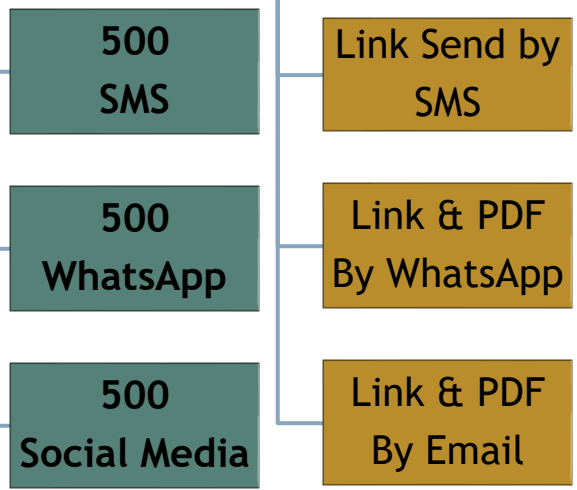 500
SMS
500
WhatsApp
500
Social Media
Link Send by
SMS
Link & PDF
By WhatsApp
Link & PDF
By Email